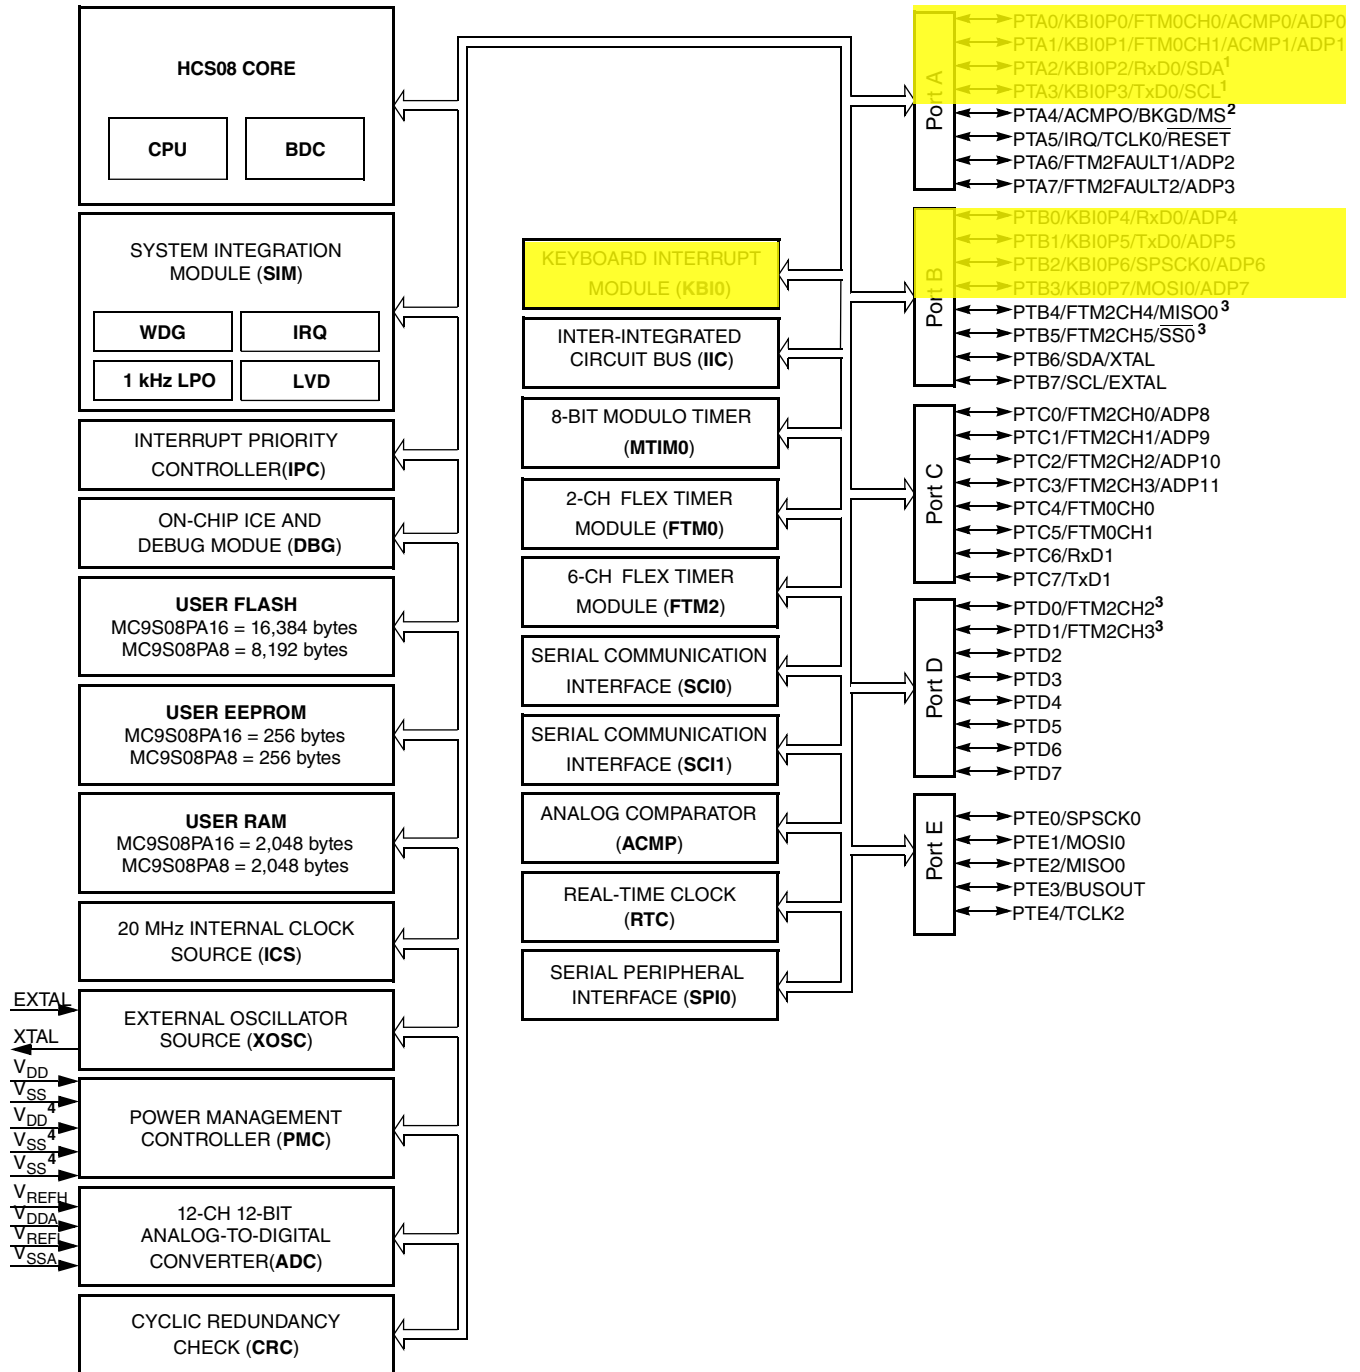 HCS08 CORE
CPU
BDC
SYSTEM INTEGRATION
MODULE (SIM)
WDG
IRQ
1 kHz LPO
LVD
INTERRUPT PRIORITY
CONTROLLER(IPC)
ON-CHIP ICE AND
DEBUG MODUE (DBG)
USER FLASH
MC9S08PA16 = 16,384 bytes
MC9S08PA8 = 8,192 bytes
USER EEPROM
MC9S08PA16 = 256 bytes
MC9S08PA8 = 256 bytes
USER RAM
MC9S08PA16 = 2,048 bytes
MC9S08PA8 = 2,048 bytes
20 MHz INTERNAL CLOCK
SOURCE (ICS)
EXTERNAL OSCILLATOR
SOURCE (XOSC)
POWER MANAGEMENT
CONTROLLER (PMC)
12-CH 12-BIT
ANALOG-TO-DIGITAL
CONVERTER(ADC)
CYCLIC REDUNDANCY
CHECK (CRC)
EXTAL
XTAL
VDD
VSS
VDD4
VSS4
VSS4
VREFH
VDDA
VREFL
VSSA
KEYBOARD INTERRUPT
MODULE (KBI0)
INTER-INTEGRATED
CIRCUIT BUS (IIC)
8-BIT MODULO TIMER
(MTIM0)
2-CH FLEX TIMER
MODULE (FTM0)
6-CH FLEX TIMER
MODULE (FTM2)
SERIAL COMMUNICATION
INTERFACE (SCI0)
SERIAL COMMUNICATION
INTERFACE (SCI1)
ANALOG COMPARATOR
(ACMP)
REAL-TIME CLOCK
(RTC)
SERIAL PERIPHERAL
INTERFACE (SPI0)
Port A
PTA0/KBI0P0/FTM0CH0/ACMP0/ADP0
PTA1/KBI0P1/FTM0CH1/ACMP1/ADP1
PTA2/KBI0P2/RxD0/SDA1
PTA3/KBI0P3/TxD0/SCL1
PTA4/ACMPO/BKGD/MS2
PTA5/IRQ/TCLK0/RESET
PTA6/FTM2FAULT1/ADP2
PTA7/FTM2FAULT2/ADP3
Port B
PTB0/KBI0P4/RxD0/ADP4
PTB1/KBI0P5/TxD0/ADP5
PTB2/KBI0P6/SPSCK0/ADP6
PTB3/KBI0P7/MOSI0/ADP7
PTB4/FTM2CH4/MISO0 3
PTB5/FTM2CH5/SS0 3
PTB6/SDA/XTAL
PTB7/SCL/EXTAL
Port C
PTC0/FTM2CH0/ADP8
PTC1/FTM2CH1/ADP9
PTC2/FTM2CH2/ADP10
PTC3/FTM2CH3/ADP11
PTC4/FTM0CH0
PTC5/FTM0CH1
PTC6/RxD1
PTC7/TxD1
Port D
PTD0/FTM2CH2 3
PTD1/FTM2CH3 3
PTD2
PTD3
PTD4
PTD5
PTD6
PTD7
Port E
PTE0/SPSCK0
PTE1/MOSI0
PTE2/MISO0
PTE3/BUSOUT
PTE4/TCLK2